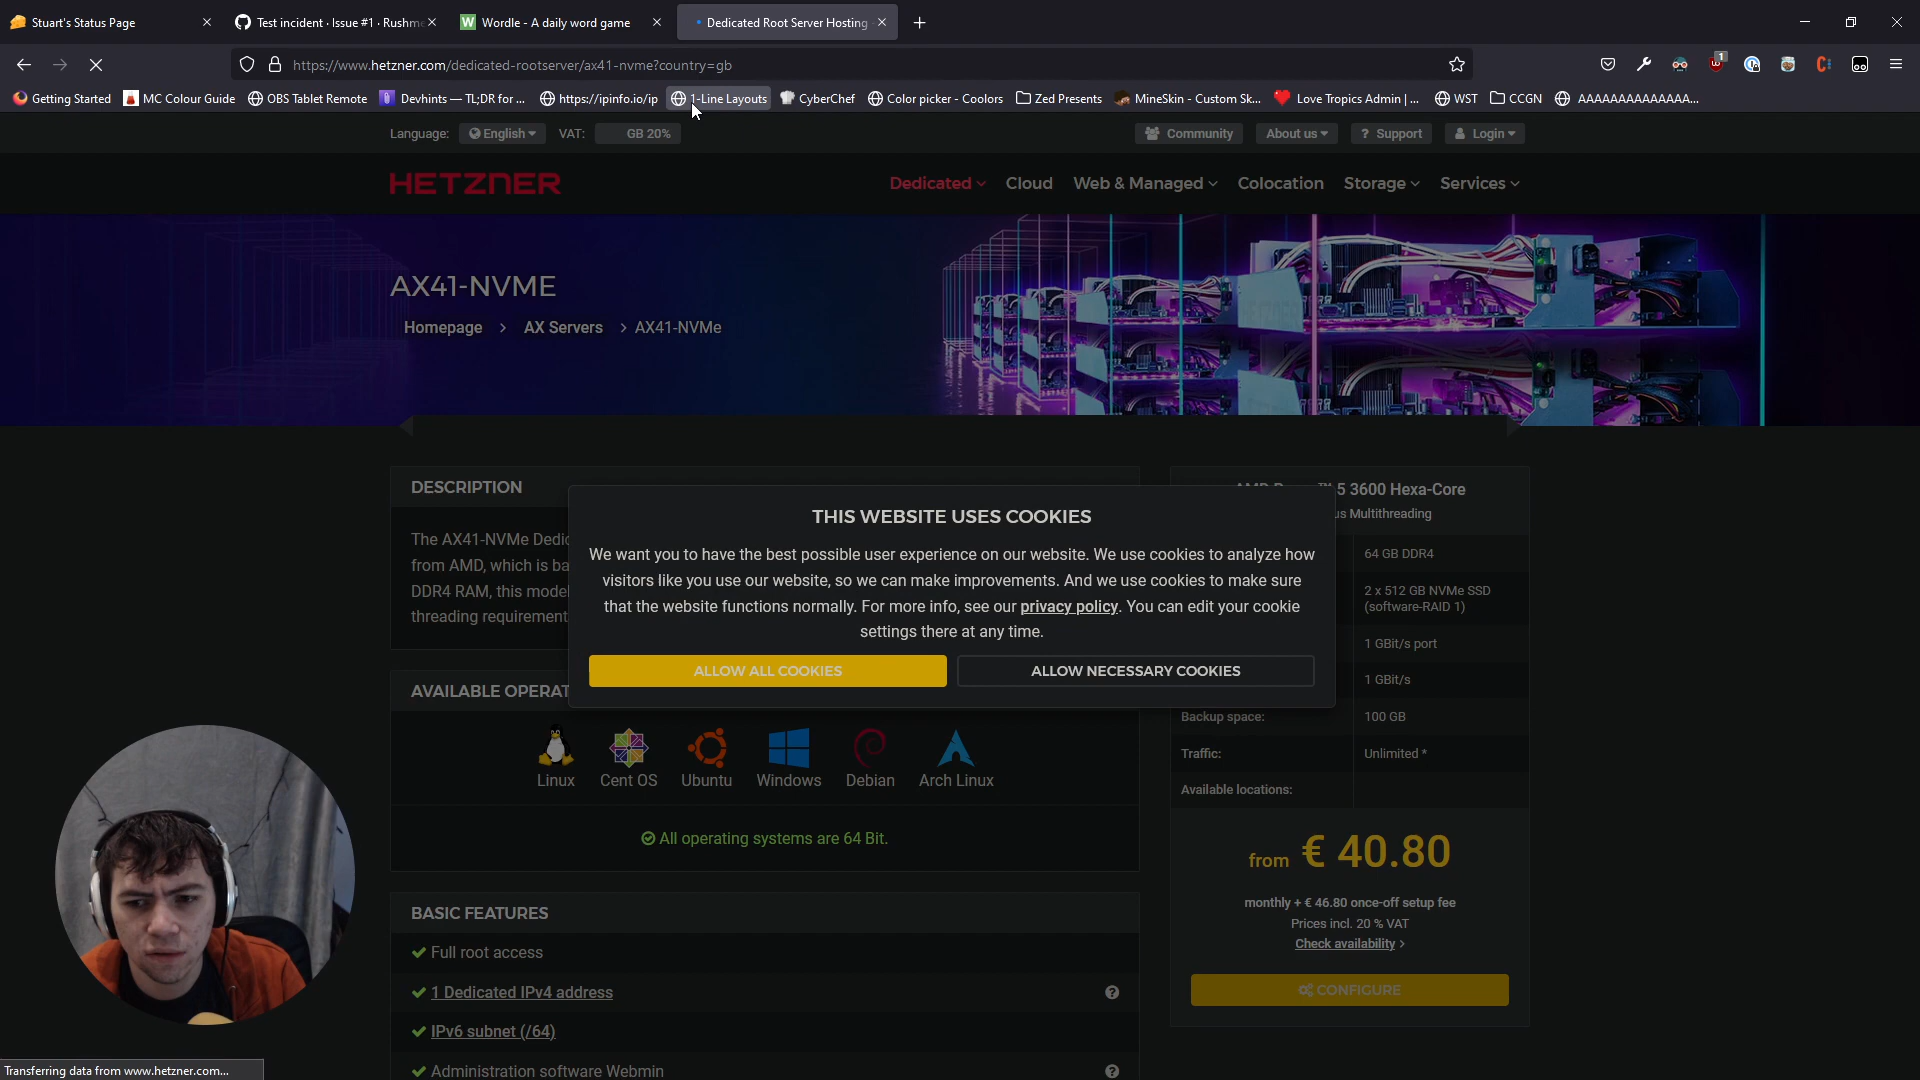 Stuart's Status Page
Test incident · Issue #1 · Rushme
Wordle - A daily word game
Dedicated Root Server Hosting
https://www.hetzner.com/dedicated-rootserver/ax41-nvme?country=gb
1
Getting Started
MC Colour Guide
OBS Tablet Remote
Devhints — TL;DR for ...
https://ipinfo.io/ip
1-Line Layouts
CyberChef
Color picker - Coolors
Zed Presents
MineSkin - Custom Sk...
Love Tropics Admin | ...
WST
CCGN
AAAAAAAAAAAAAA...
Language:
English
VAT:
GB 20%
Community
About us
? Support
Login
HETZNER
Dedicated
Cloud
Web & Managed
Colocation
Storage
Services
AX41-NVME
Homepage > AX Servers > AX41-NVMe
DESCRIPTION
The AX41-NVMe Dedic
from AMD, which is ba
DDR4 RAM, this mode
threading requirement
THIS WEBSITE USES COOKIES
We want you to have the best possible user experience on our website. We use cookies to analyze how
visitors like you use our website, so we can make improvements. And we use cookies to make sure
that the website functions normally. For more info, see our privacy policy. You can edit your cookie
settings there at any time.
ALLOW ALL COOKIES
ALLOW NECESSARY COOKIES
5 3600 Hexa-Core
us Multithreading
64 GB DDR4
2 x 512 GB NVMe SSD
(software-RAID 1)
1 GBit/s port
1 GBit/s
Backup space:
100 GB
Traffic:
Unlimited *
Available locations:
from € 40.80
monthly + € 46.80 once-off setup fee
Prices incl. 20 % VAT
Check availability >
CONFIGURE
AVAILABLE OPERAT
Linux
Cent OS
Ubuntu
Windows
Debian
Arch Linux
All operating systems are 64 Bit.
BASIC FEATURES
Full root access
1 Dedicated IPv4 address
IPv6 subnet (/64)
Administration software Webmin
Transferring data from www.hetzner.com...